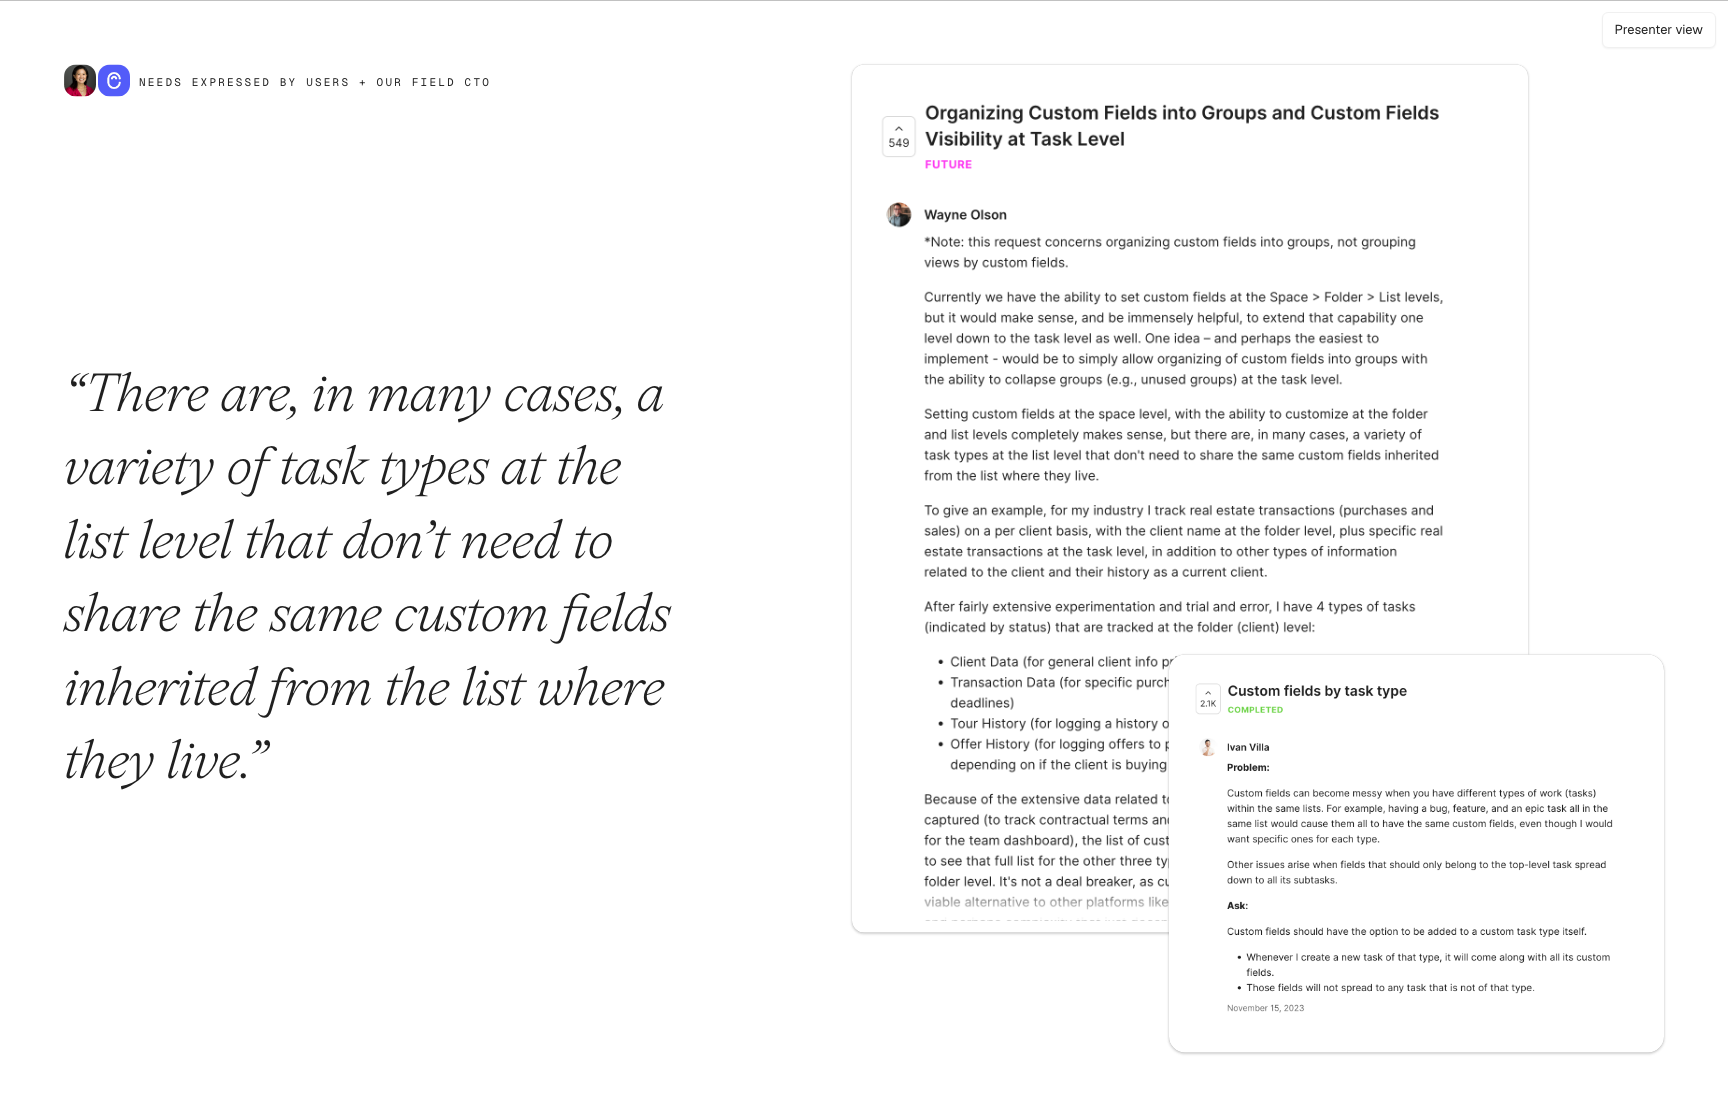 Presenter view
NEEDS EXPRESSED BY USERS + OUR FIELD CTO
“There are, in many cases, a
variety of task types at the
list level that don’t need to
share the same custom fields
inherited from the list where
they live.”
549
Organizing Custom Fields into Groups and Custom Fields
Visibility at Task Level
FUTURE
Wayne Olson
*Note: this request concerns organizing custom fields into groups, not grouping
views by custom fields.
Currently we have the ability to set custom fields at the Space > Folder > List levels,
but it would make sense, and be immensely helpful, to extend that capability one
level down to the task level as well. One idea – and perhaps the easiest to
implement - would be to simply allow organizing of custom fields into groups with
the ability to collapse groups (e.g., unused groups) at the task level.
Setting custom fields at the space level, with the ability to customize at the folder
and list levels completely makes sense, but there are, in many cases, a variety of
task types at the list level that don't need to share the same custom fields inherited
from the list where they live.
To give an example, for my industry I track real estate transactions (purchases and
sales) on a per client basis, with the client name at the folder level, plus specific real
estate transactions at the task level, in addition to other types of information
related to the client and their history as a current client.
After fairly extensive experimentation and trial and error, I have 4 types of tasks
(indicated by status) that are tracked at the folder (client) level:
• Client Data (for general client info
• Transaction Data (for specific
deadlines)
• Tour History (for logging a history
• Offer History (for logging offers to
depending on if the client is buying
Because of the extensive data related
captured (to track contractual terms
for the team dashboard), the list of
to see that full list for the other three
folder level. It's not a deal breaker, as
viable alternative to other platforms like
2.1K
Custom fields by task type
COMPLETED
Ivan Villa
Problem:
Custom fields can become messy when you have different types of work (tasks)
within the same lists. For example, having a bug, feature, and an epic task all in the
same list would cause them all to have the same custom fields, even though I would
want specific ones for each type.
Other issues arise when fields that should only belong to the top-level task spread
down to all its subtasks.
Ask:
Custom fields should have the option to be added to a custom task type itself.
• Whenever I create a new task of that type, it will come along with all its custom
fields.
• Those fields will not spread to any task that is not of that type.
November 15, 2023